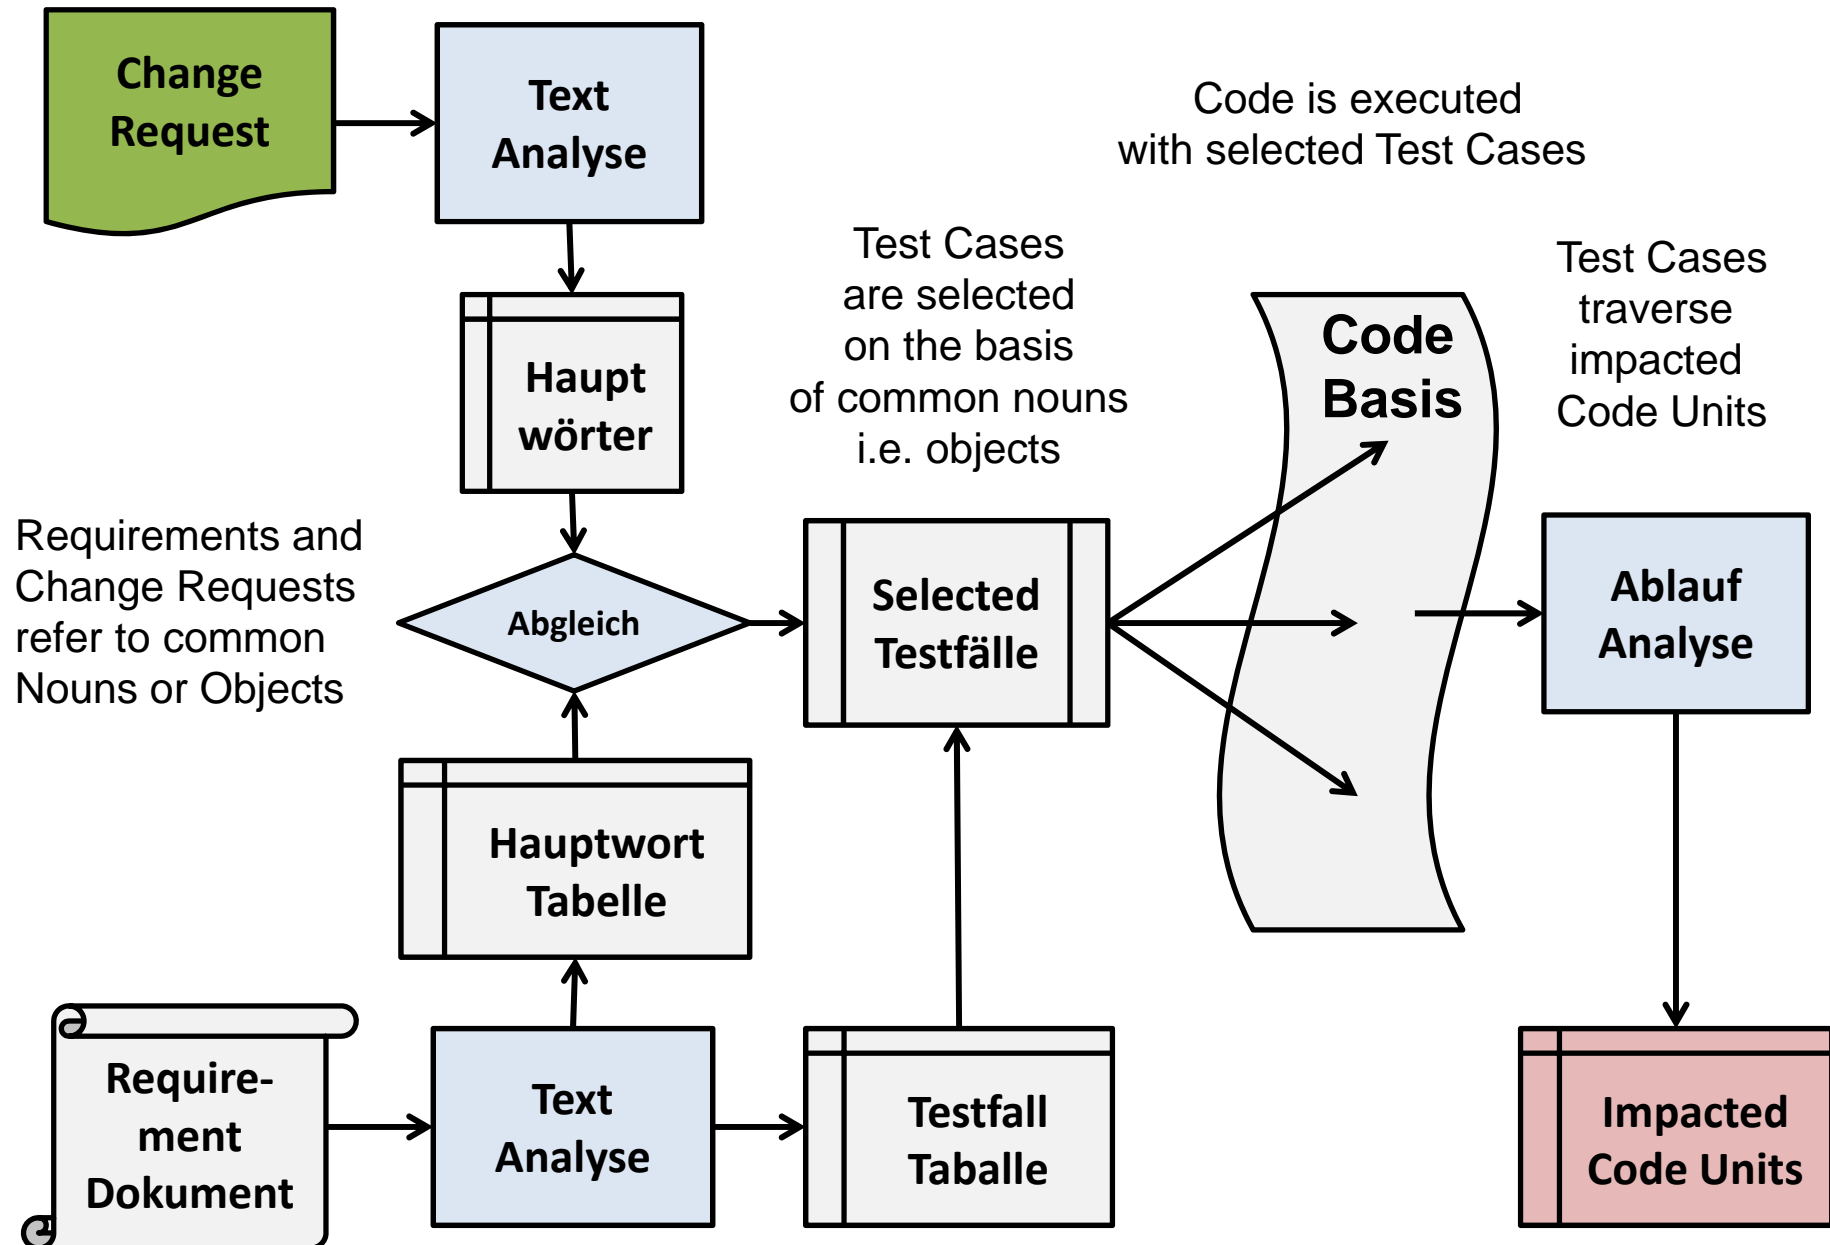 Change
Request
Text
Analyse
Code is executed
with selected Test Cases
Haupt
wörter
Test Cases
are selected
on the basis
of common nouns
i.e. objects
Code
Basis
Test Cases
traverse
impacted
Code Units
Requirements and
Change Requests
refer to common
Nouns or Objects
Abgleich
Selected
Testfälle
Ablauf
Analyse
Hauptwort
Tabelle
Require-
ment
Dokument
Text
Analyse
Testfall
Taballe
Impacted
Code Units